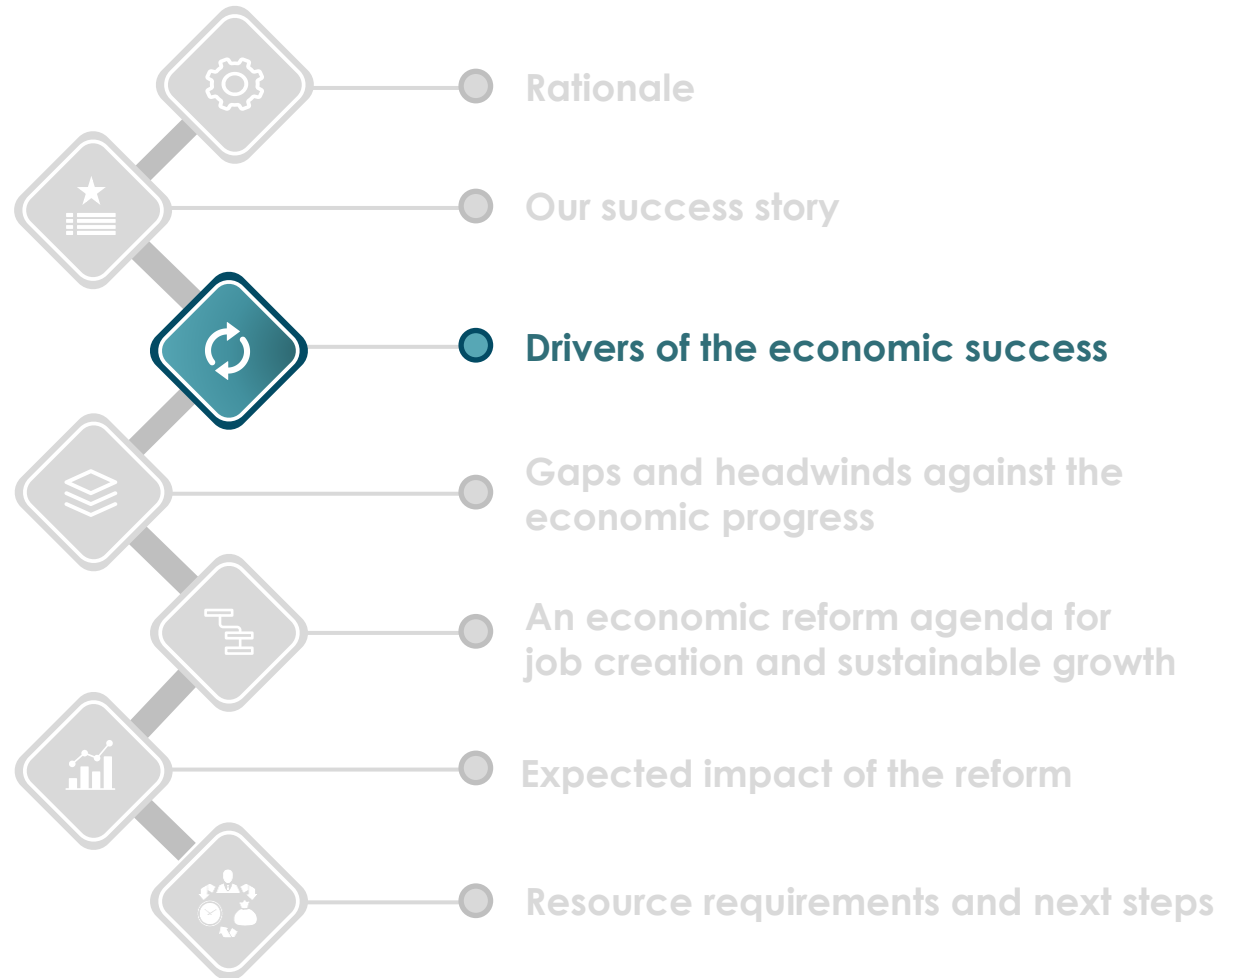 Rationale
Our success story
Drivers of the economic success
Gaps and headwinds against the
economic progress
An economic reform agenda for
job creation and sustainable growth
Expected impact of the reform
Resource requirements and next steps